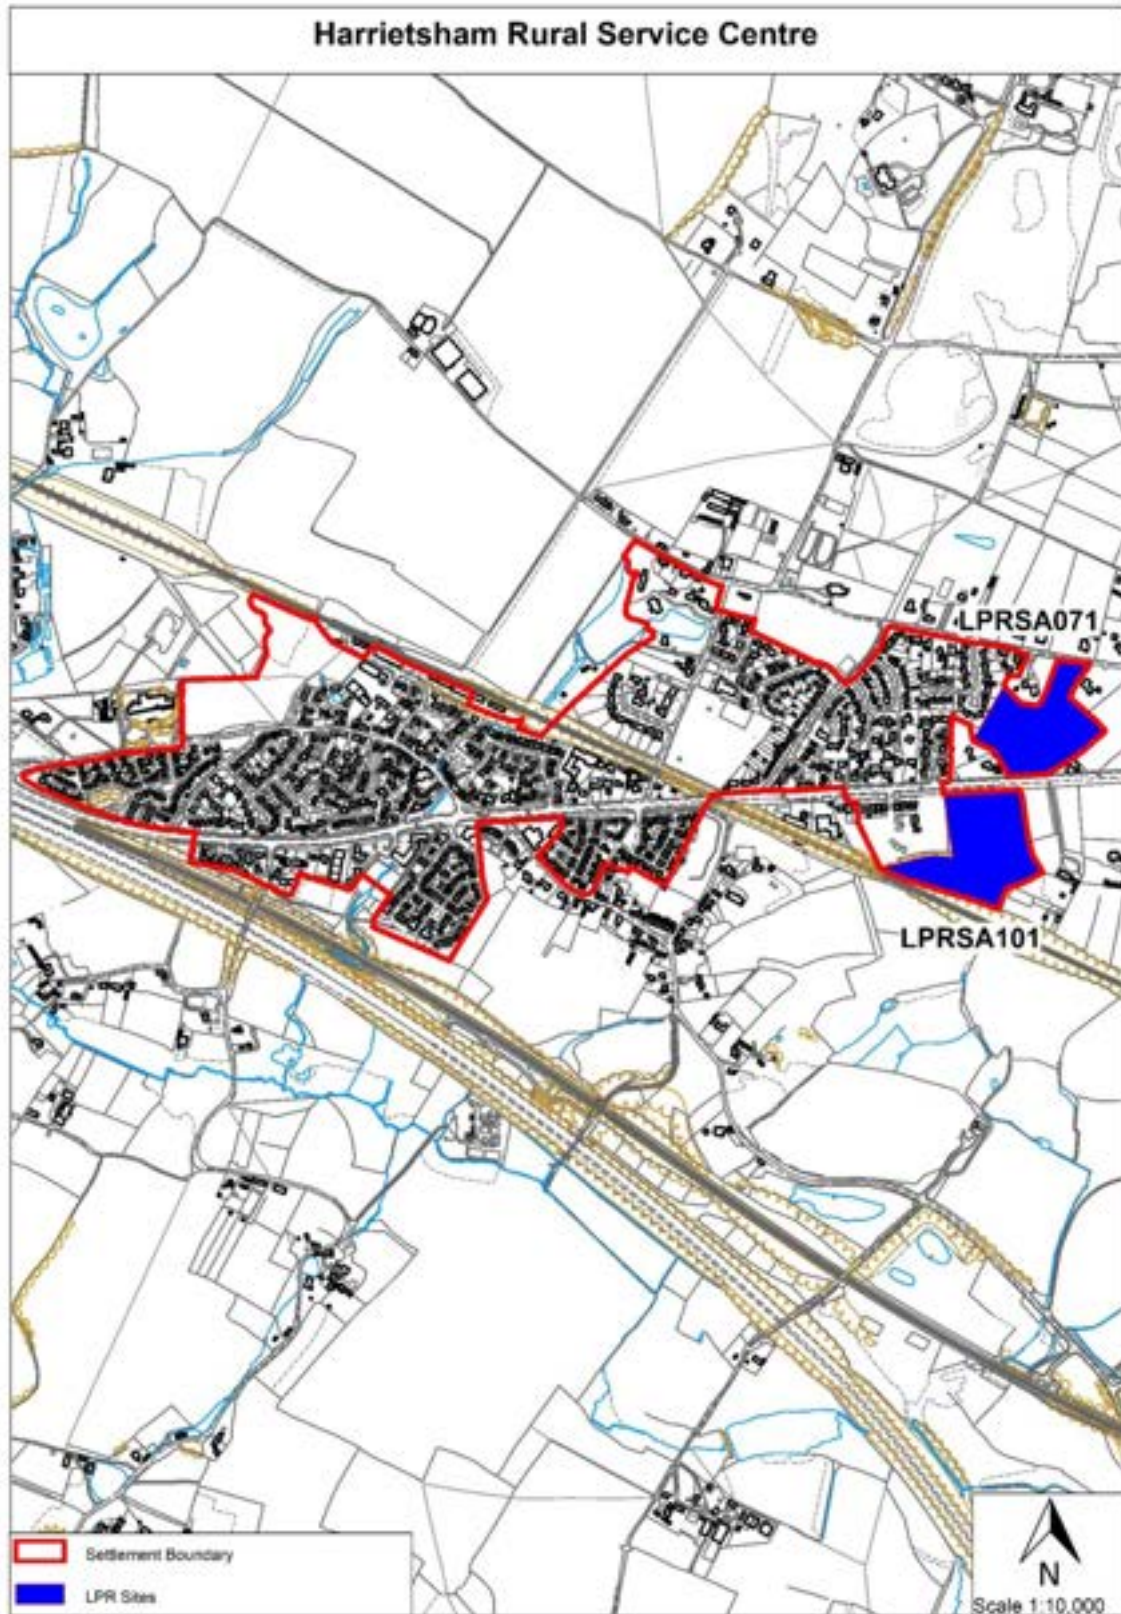 Harrietsham Rural Service Centre
LPRSA071
LPRSA101
Settlement Boundary
LPR Sites
N
Scale 1:10,000